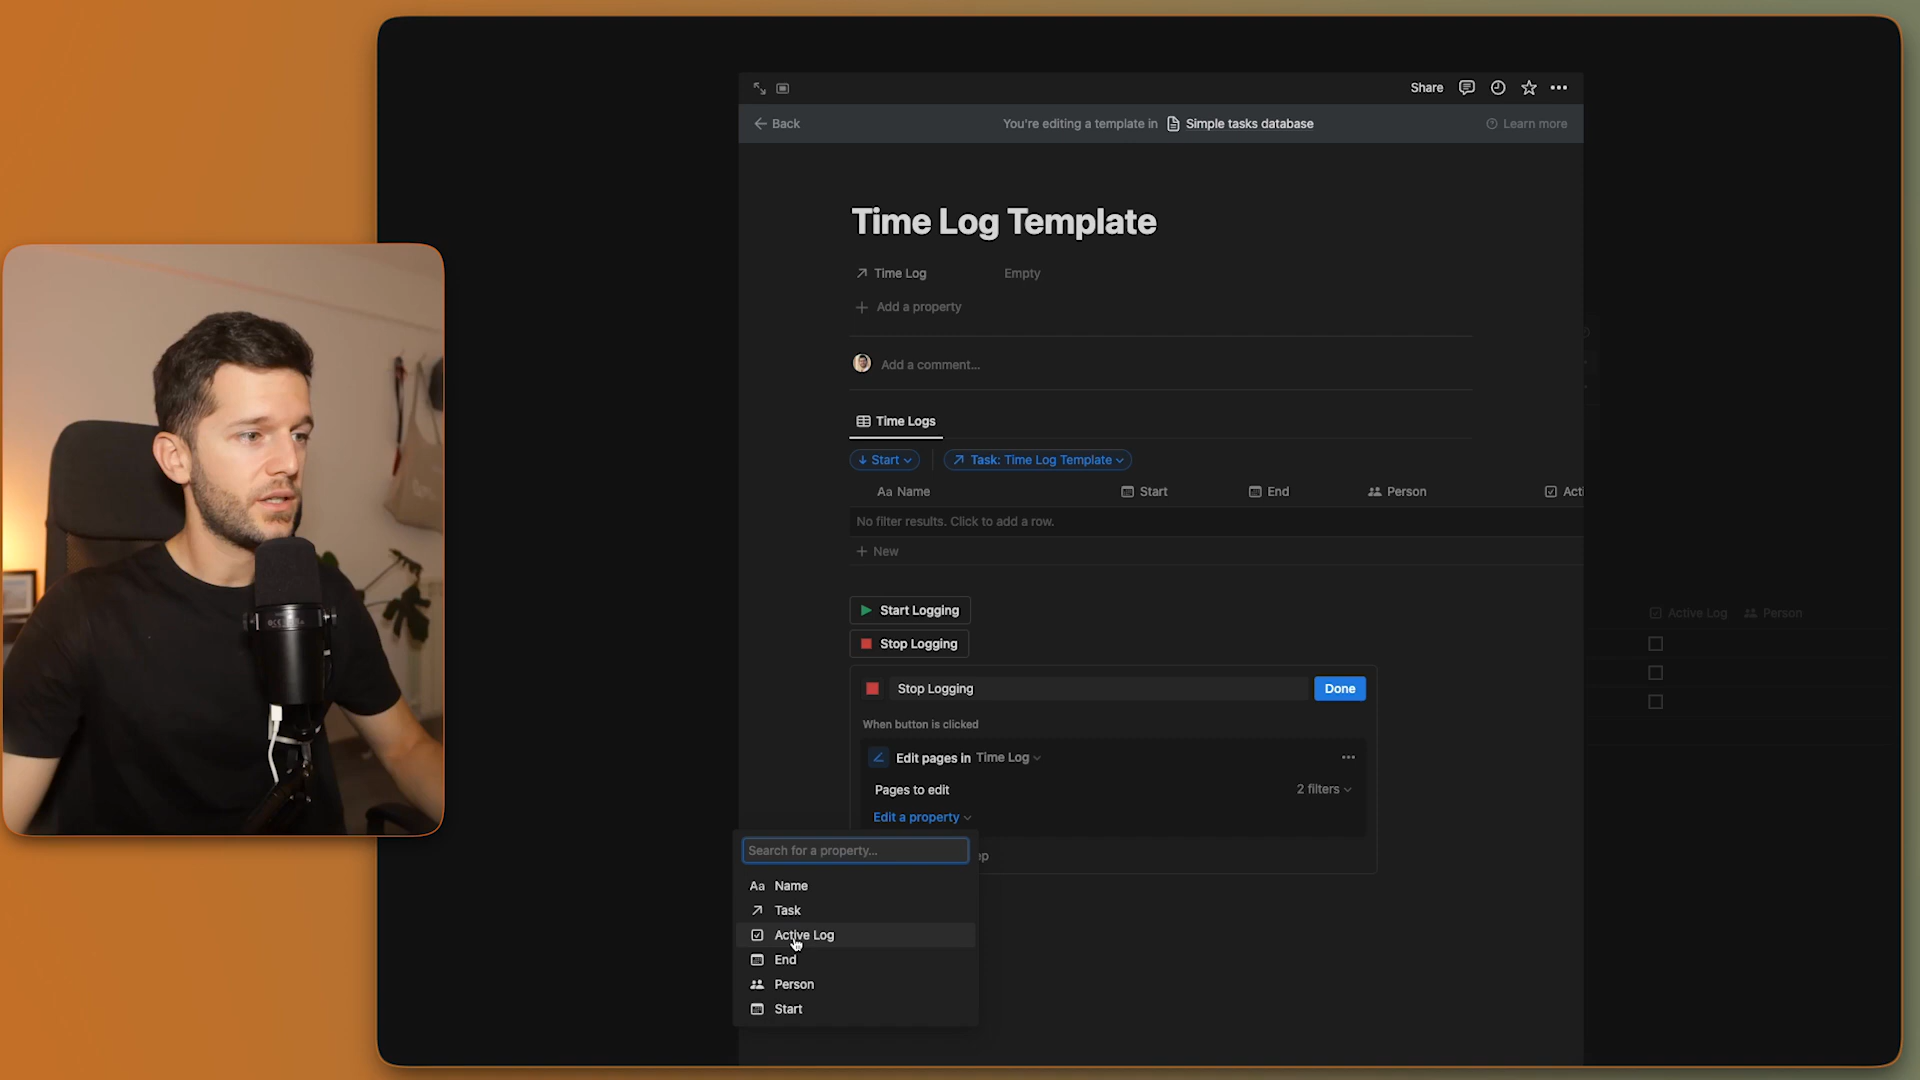 Share
Back
You're editing a template in Simple tasks database
Learn more
Time Log Template
Time Log Empty
Add a property
Add a comment...
Time Logs
Start Task: Time Log Template
Aa Name Start End Person Acti
No filter results. Click to add a row.
New
Start Logging
Stop Logging
Stop Logging Done
When button is clicked
Edit pages in Time Log
Pages to edit 2 filters
Edit a property
Search for a property...
Aa Name
Task
Active Log
End
Person
Start
Active Log Person